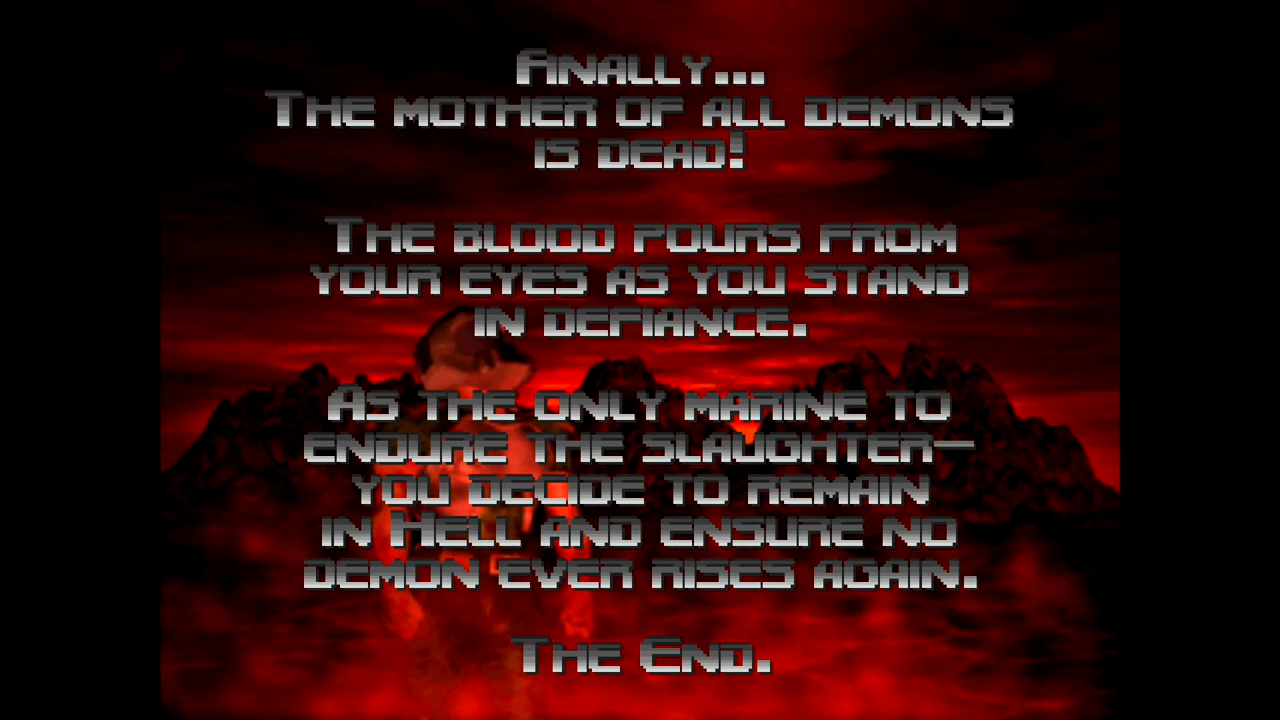 Finally...
The mother of all demons
is dead!
The blood pours from
your eyes as you stand
in defiance.
As the only marine to
endure the slaughter—
you decide to remain
in Hell and ensure no
demon ever rises again.
The End.